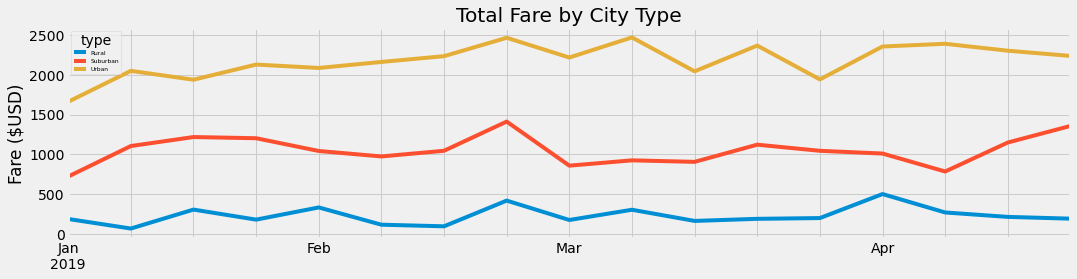 Total Fare by City Type
type
Rural
Suburban
Urban
Fare ($USD)
2500
2000
1500
1000
500
0
Jan
2019
Feb
Mar
Apr